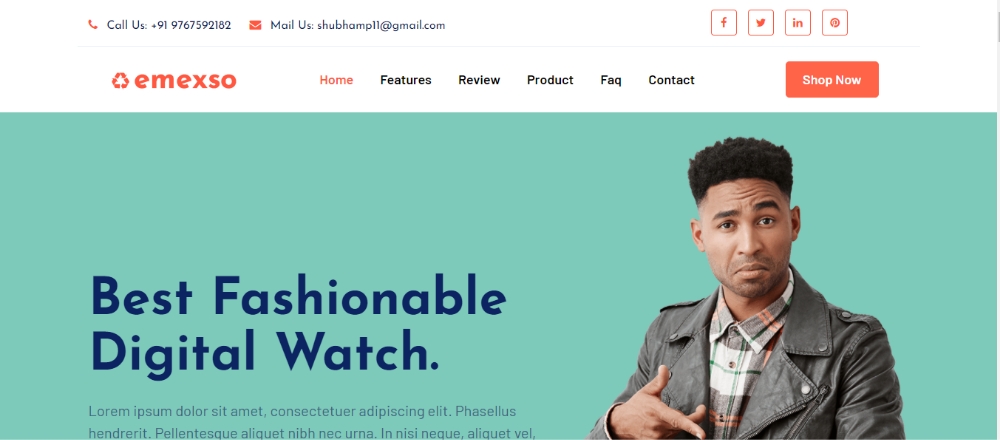 Call Us: +91 9767592182 Mail Us: shubhamp11@gmail.com
emexso Home Features Review Product Faq Contact Shop Now
Best Fashionable
Digital Watch.
Lorem ipsum dolor sit amet, consectetuer adipiscing elit. Phasellus
hendrerit. Pellentesque aliquet nibh nec urna. In nisi neque, aliquet vel,